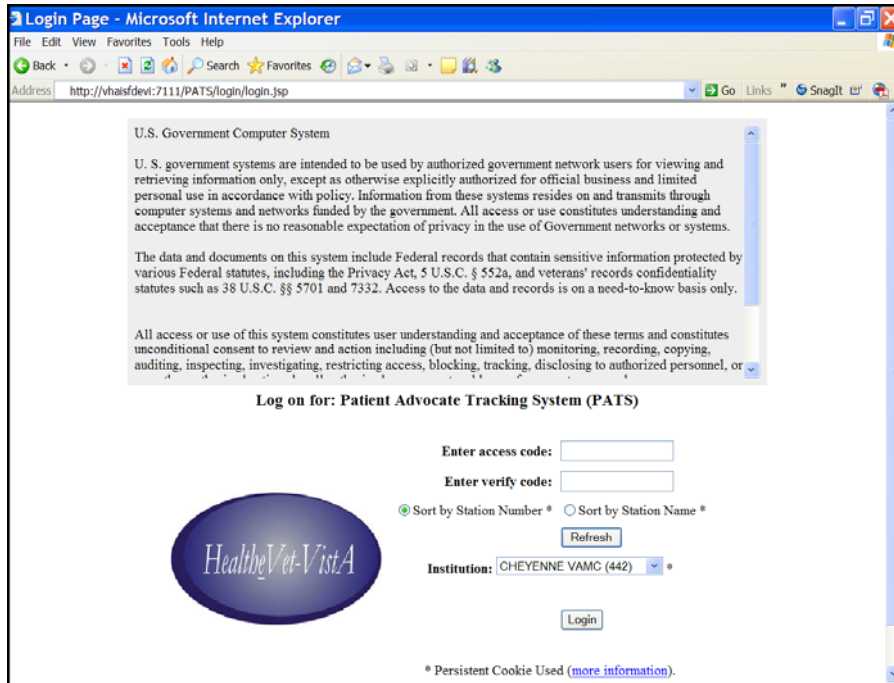 Login Page - Microsoft Internet Explorer
File Edit View Favorites Tools Help
Back Search Favorites
Address http://vhaisfdevi:7111/PATS/login/login.jsp Go Links » SnagIt
U.S. Government Computer System
U. S. government systems are intended to be used by authorized government network users for viewing and
retrieving information only, except as otherwise explicitly authorized for official business and limited
personal use in accordance with policy. Information from these systems resides on and transmits through
computer systems and networks funded by the government. All access or use constitutes understanding and
acceptance that there is no reasonable expectation of privacy in the use of Government networks or systems.
The data and documents on this system include Federal records that contain sensitive information protected by
various Federal statutes, including the Privacy Act, 5 U.S.C. § 552a, and veterans' records confidentiality
statutes such as 38 U.S.C. §§ 5701 and 7332. Access to the data and records is on a need-to-know basis only.
All access or use of this system constitutes user understanding and acceptance of these terms and constitutes
unconditional consent to review and action including (but not limited to) monitoring, recording, copying,
auditing, inspecting, investigating, restricting access, blocking, tracking, disclosing to authorized personnel, or
Log on for: Patient Advocate Tracking System (PATS)
Enter access code:
Enter verify code:
Sort by Station Number * Sort by Station Name *
Refresh
HealtheVet-VistA
Institution: CHEYENNE VAMC (442) *
Login
* Persistent Cookie Used (more information).